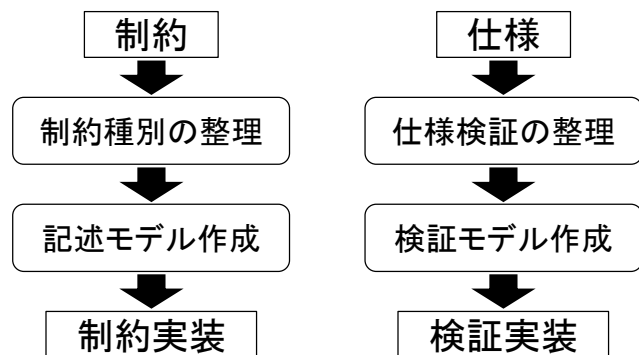 制約
制約種別の整理
記述モデル作成
制約実装
仕様
仕様検証の整理
検証モデル作成
検証実装